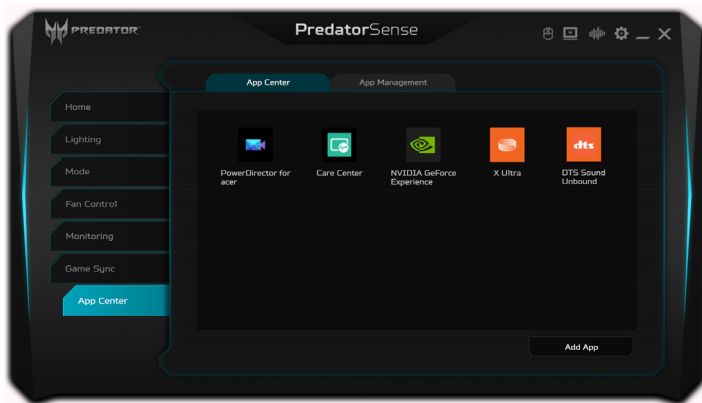 PREDATOR
PredatorSense
App Center
App Management
Home
Lighting
Mode
Fan Control
Monitoring
Game Sync
App Center
PowerDirector for
acer
Care Center
NVIDIA GeForce
Experience
X Ultra
dts
DTS Sound
Unbound
Add App